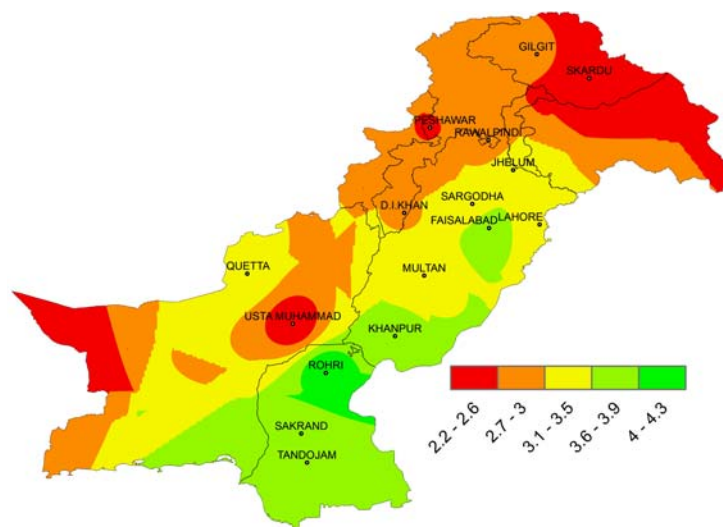 GILGIT
SKARDU
PESHAWAR
RAWALPINDI
JHELUM
SARGODHA
D.I.KHAN
FAISALABAD
LAHORE
QUETTA
MULTAN
USTA MUHAMMAD
KHANPUR
ROHRI
SAKRAND
TANDOJAM
2.2 - 2.6
2.7 - 3
3.1 - 3.5
3.6 - 3.9
4 - 4.3